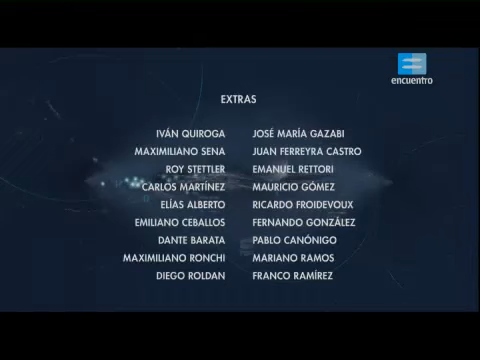 encuentro
EXTRAS
IVÁN QUIROGA JOSÉ MARÍA GAZABI
MAXIMILIANO SENA JUAN FERREYRA CASTRO
ROY STETTLER EMANUEL RETTORI
CARLOS MARTÍNEZ MAURICIO GÓMEZ
ELÍAS ALBERTO RICARDO FROIDEVOUX
EMILIANO CEBALLOS FERNANDO GONZÁLEZ
DANTE BARATA PABLO CANÓNIGO
MAXIMILIANO RONCHI MARIANO RAMOS
DIEGO ROLDAN FRANCO RAMÍREZ